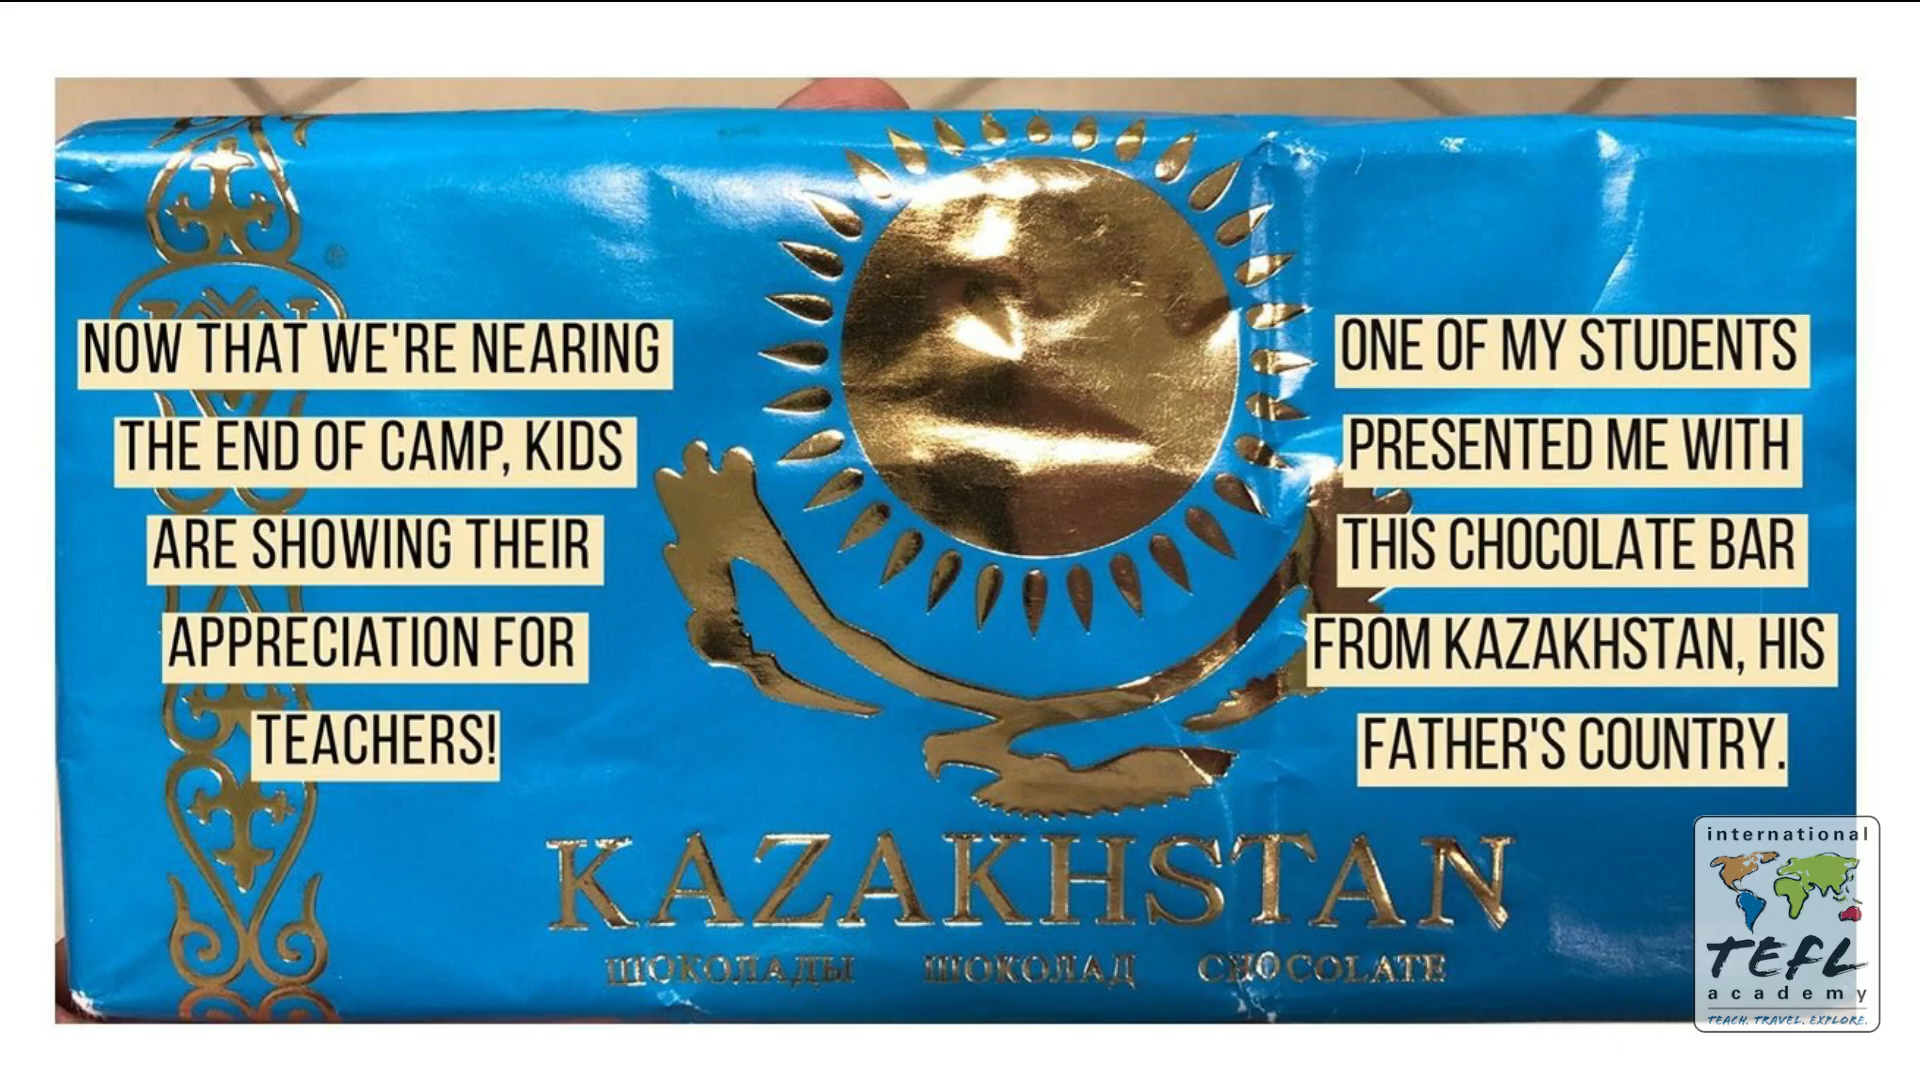 NOW THAT WE'RE NEARING
THE END OF CAMP, KIDS
ARE SHOWING THEIR
APPRECIATION FOR
TEACHERS!
ONE OF MY STUDENTS
PRESENTED ME WITH
THIS CHOCOLATE BAR
FROM KAZAKHSTAN, HIS
FATHER'S COUNTRY.
KAZAKHSTAN
ШОКОЛАДЫ ШОКОЛАД CHOCOLATE
international
TEFL
academy
TEACH. TRAVEL. EXPLORE.